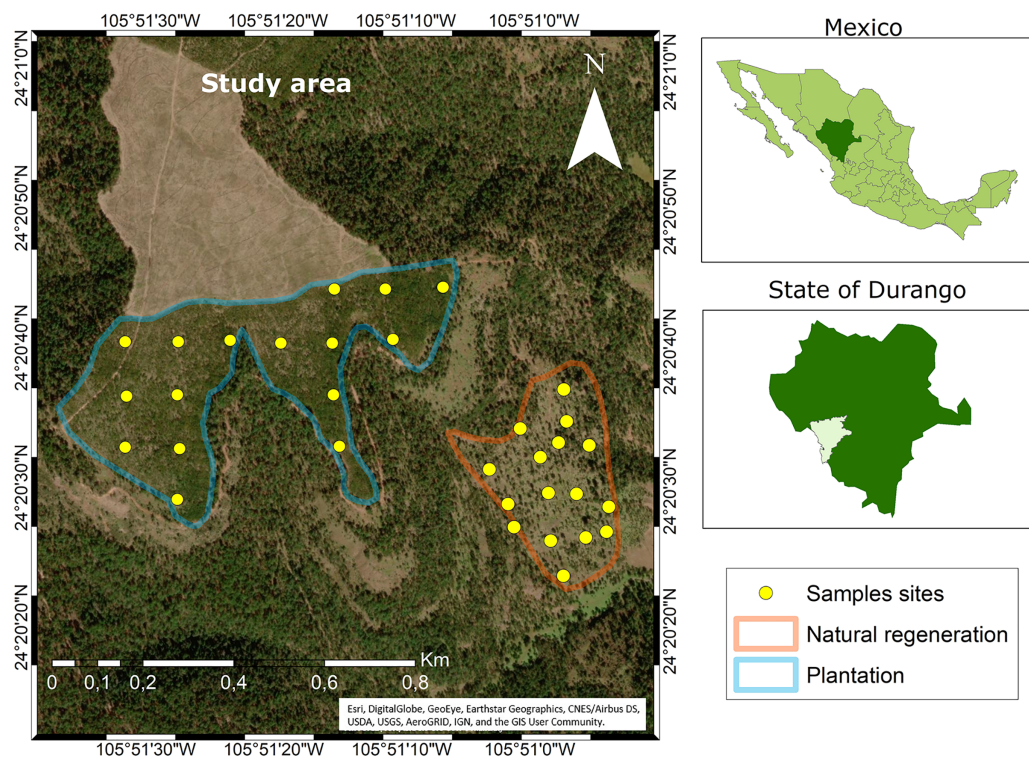 105°51'30"W 105°51'20"W 105°51'10"W 105°51'0"W
24°21'0"N
24°20'50"N
24°20'40"N
24°20'30"N
24°20'20"N
Study area
N
24°21'0"N
24°20'50"N
24°20'40"N
24°20'30"N
24°20'20"N
Km
0 0,1 0,2 0,4 0,6 0,8
Esri, DigitalGlobe, GeoEye, Earthstar Geographics, CNES/Airbus DS,
USDA, USGS, AeroGRID, IGN, and the GIS User Community.
105°51'30"W 105°51'20"W 105°51'10"W 105°51'0"W
Mexico
State of Durango
Samples sites
Natural regeneration
Plantation